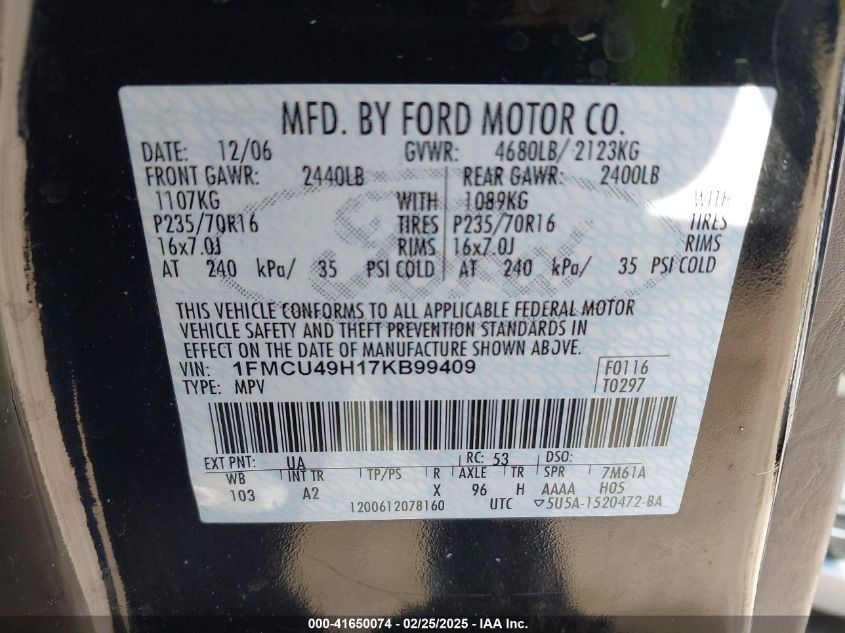 MFD. BY FORD MOTOR CO.
DATE: 12/06 GVWR: 4680LB/ 2123KG
FRONT GAWR: 2440LB REAR GAWR: 2400LB
1107KG WITH 1089KG WITH
P235/70R16 TIRES P235/70R16 TIRES
16x7.0J RIMS 16x7.0J RIMS
AT 240 kPa/ 35 PSI COLD AT 240 kPa/ 35 PSI COLD
THIS VEHICLE CONFORMS TO ALL APPLICABLE FEDERAL MOTOR
VEHICLE SAFETY AND THEFT PREVENTION STANDARDS IN
EFFECT ON THE DATE OF MANUFACTURE SHOWN ABOVE.
VIN: 1FMCU49H17KB99409 F0116
TYPE: MPV T0297
EXT PNT: UA RC: 53 DSO:
WB INT TR TP/PS R AXLE TR SPR 7M61A
103 A2 X 96 H AAAA H05
1200612078160 UTC ▽5U5A-1520472-BA
000-41650074 - 02/25/2025 - IAA Inc.